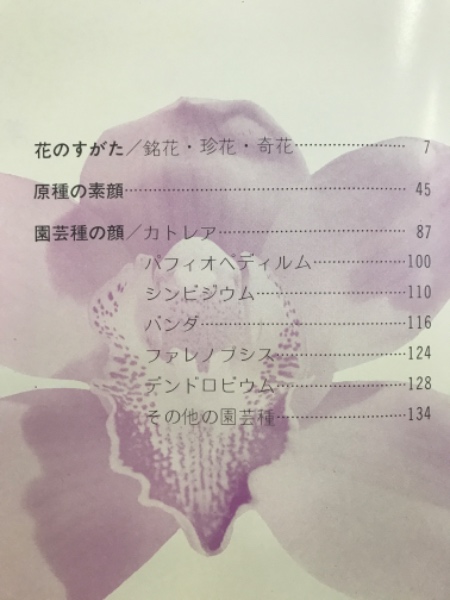 花のすがた／銘花・珍花・奇花……………………7
原種の素顔……………………………………………45
園芸種の顔／カトレア………………………………87
パフィオペディルム………………100
シンビジウム………………………110
バンダ………………………………116
ファレノプシス……………………124
デンドロビウム……………………128
その他の園芸種……………………134